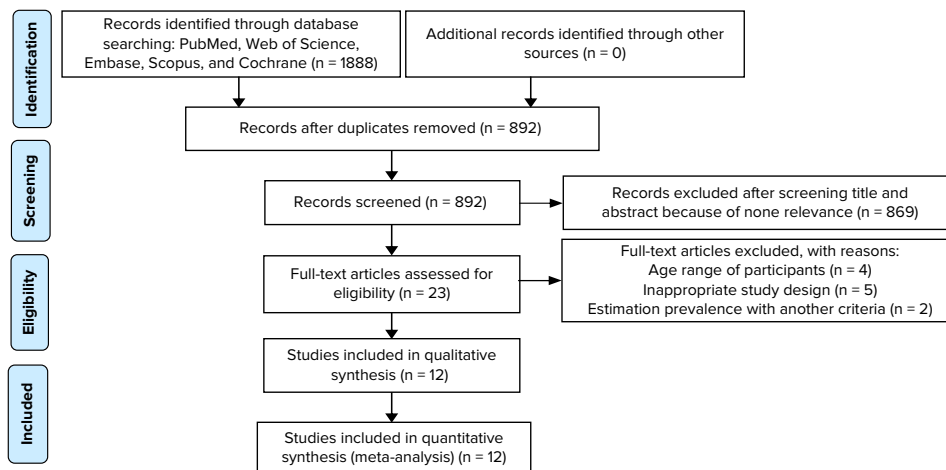 Identification
Records identified through database
searching: PubMed, Web of Science,
Embase, Scopus, and Cochrane (n = 1888)
Additional records identified through other
sources (n = 0)
Records after duplicates removed (n = 892)
Screening
Records screened (n = 892)
Records excluded after screening title and
abstract because of none relevance (n = 869)
Eligibility
Full-text articles assessed for
eligibility (n = 23)
Full-text articles excluded, with reasons:
Age range of participants (n = 4)
Inappropriate study design (n = 5)
Estimation prevalence with another criteria (n = 2)
Studies included in qualitative
synthesis (n = 12)
Included
Studies included in quantitative
synthesis (meta-analysis) (n = 12)